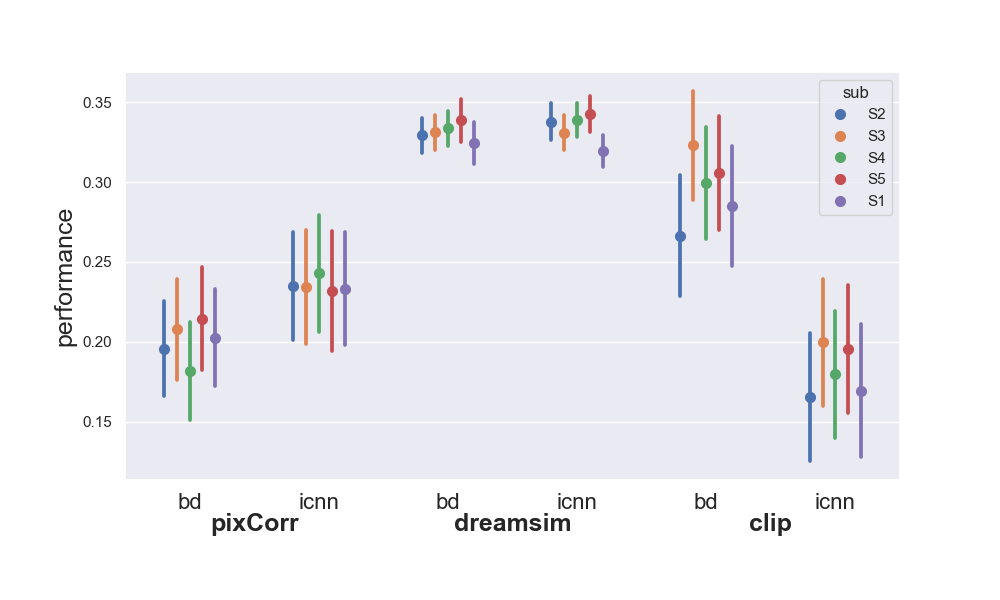 sub
S2
S3
S4
S5
S1
performance
0.35
0.30
0.25
0.20
0.15
bd icnn bd icnn bd icnn
pixCorr dreamsim clip